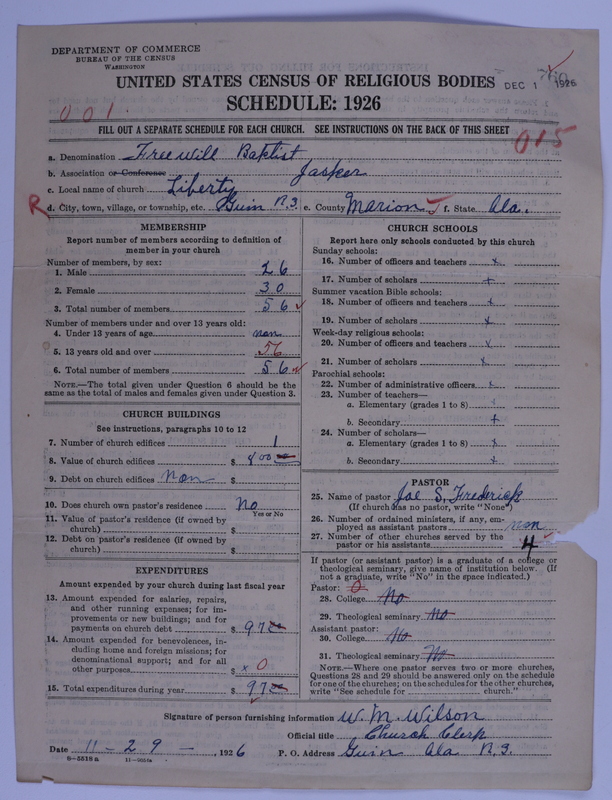 DEPARTMENT OF COMMERCE
BUREAU OF THE CENSUS
WASHINGTON
UNITED STATES CENSUS OF RELIGIOUS BODIES
DEC 1 1926
SCHEDULE: 1926
001.
FILL OUT A SEPARATE SCHEDULE FOR EACH CHURCH. SEE INSTRUCTIONS ON THE BACK OF THIS SHEET
015
a. Denomination Free will Baptist
b. Association or Conference Jasper
c. Local name of church Liberty
R d. City, town, village, or township, etc. Guin R.3. e. County Marion f. State Ala.
MEMBERSHIP
Report number of members according to definition of member in your church
Number of members, by sex:
1. Male 26
2. Female 30
3. Total number of members 56
Number of members under and over 13 years old:
4. Under 13 years of age non
5. 13 years old and over 56
6. Total number of members 56
NOTE.—The total given under Question 6 should be the same as the total of males and females given under Question 3.
CHURCH BUILDINGS
See instructions, paragraphs 10 to 12
7. Number of church edifices 1
8. Value of church edifices $ 800
9. Debt on church edifices non $
10. Does church own pastor's residence No
Yes or No
11. Value of pastor's residence (if owned by church) $
12. Debt on pastor's residence (if owned by church) $
EXPENDITURES
Amount expended by your church during last fiscal year
13. Amount expended for salaries, repairs, and other running expenses; for improvements or new buildings; and for payments on church debt $ 97
14. Amount expended for benevolences, including home and foreign missions; for denominational support; and for all other purposes $ x 0
15. Total expenditures during year $ 97
CHURCH SCHOOLS
Report here only schools conducted by this church
Sunday schools:
16. Number of officers and teachers x
17. Number of scholars x
Summer vacation Bible schools:
18. Number of officers and teachers x
19. Number of scholars x
Week-day religious schools:
20. Number of officers and teachers x
21. Number of scholars x
Parochial schools:
22. Number of administrative officers x
23. Number of teachers—
a. Elementary (grades 1 to 8) x
b. Secondary x
24. Number of scholars—
a. Elementary (grades 1 to 8) x
b. Secondary x
PASTOR
25. Name of pastor Joe S. Frederick
(If church has no pastor, write "None")
26. Number of ordained ministers, if any, employed as assistant pastors non
27. Number of other churches served by the pastor or his assistants 4
If pastor (or assistant pastor) is a graduate of a college or theological seminary, give name of institution below. (If not a graduate, write "No" in the space indicated.)
Pastor: 0
28. College No
29. Theological seminary No
Assistant pastor:
30. College No
31. Theological seminary No
NOTE.—Where one pastor serves two or more churches, Questions 28 and 29 should be answered only on the schedule for one of the churches; on the schedules for the other churches, write "See schedule for church."
Signature of person furnishing information W. M. Wilson
Official title Church Clerk
Date 11-29-, 1926 P. O. Address Guin Ala R.3.
8-5518a 11-9051a